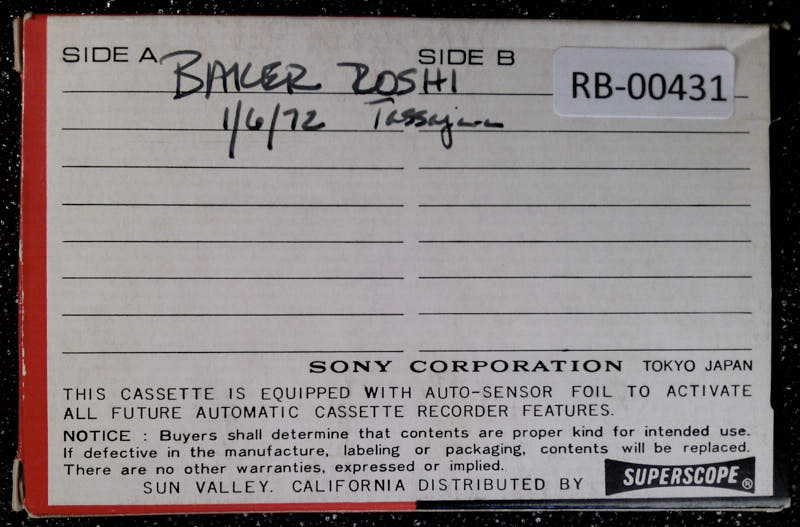 SIDE A SIDE B
BAKER ROSHI RB-00431
1/6/72 Tassajara
SONY CORPORATION TOKYO JAPAN
THIS CASSETTE IS EQUIPPED WITH AUTO-SENSOR FOIL TO ACTIVATE
ALL FUTURE AUTOMATIC CASSETTE RECORDER FEATURES.
NOTICE : Buyers shall determine that contents are proper kind for intended use.
If defective in the manufacture, labeling or packaging, contents will be replaced.
There are no other warranties, expressed or implied.
SUN VALLEY. CALIFORNIA DISTRIBUTED BY SUPERSCOPE®